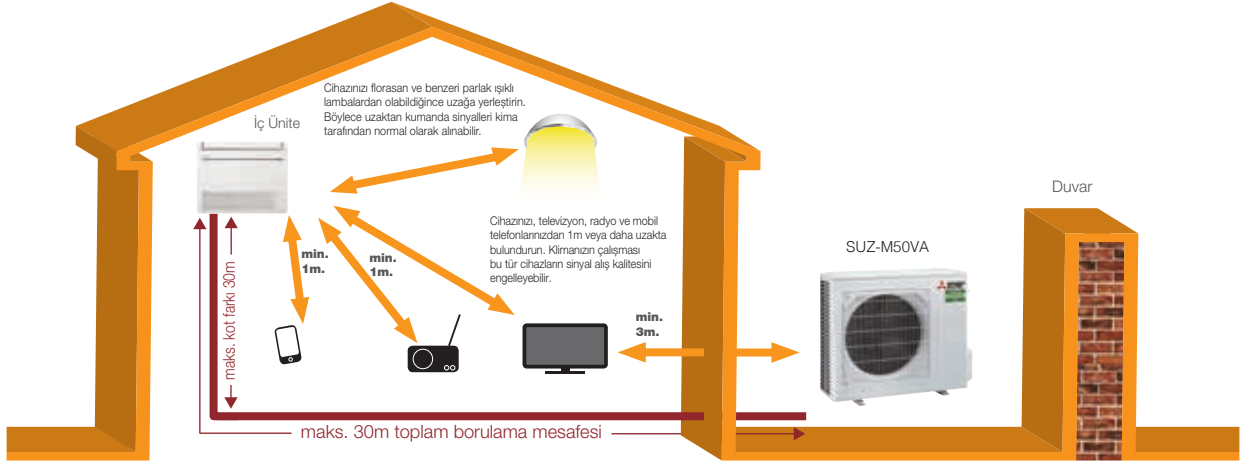 Cihazınızı florasan ve benzeri parlak ışıklı
lambalardan olabildiğince uzağa yerleştirin.
Böylece uzaktan kumanda sinyalleri kima
tarafından normal olarak alınabilir.
İç Ünite
Duvar
Cihazınızı, televizyon, radyo ve mobil
telefonlarınızdan 1m veya daha uzakta
bulundurun. Klimanızın çalışması
bu tür cihazların sinyal alış kalitesini
engelleyebilir.
SUZ-M50VA
min.
1m.
min.
1m.
min.
3m.
maks. kot farkı 30m
maks. 30m toplam borulama mesafesi